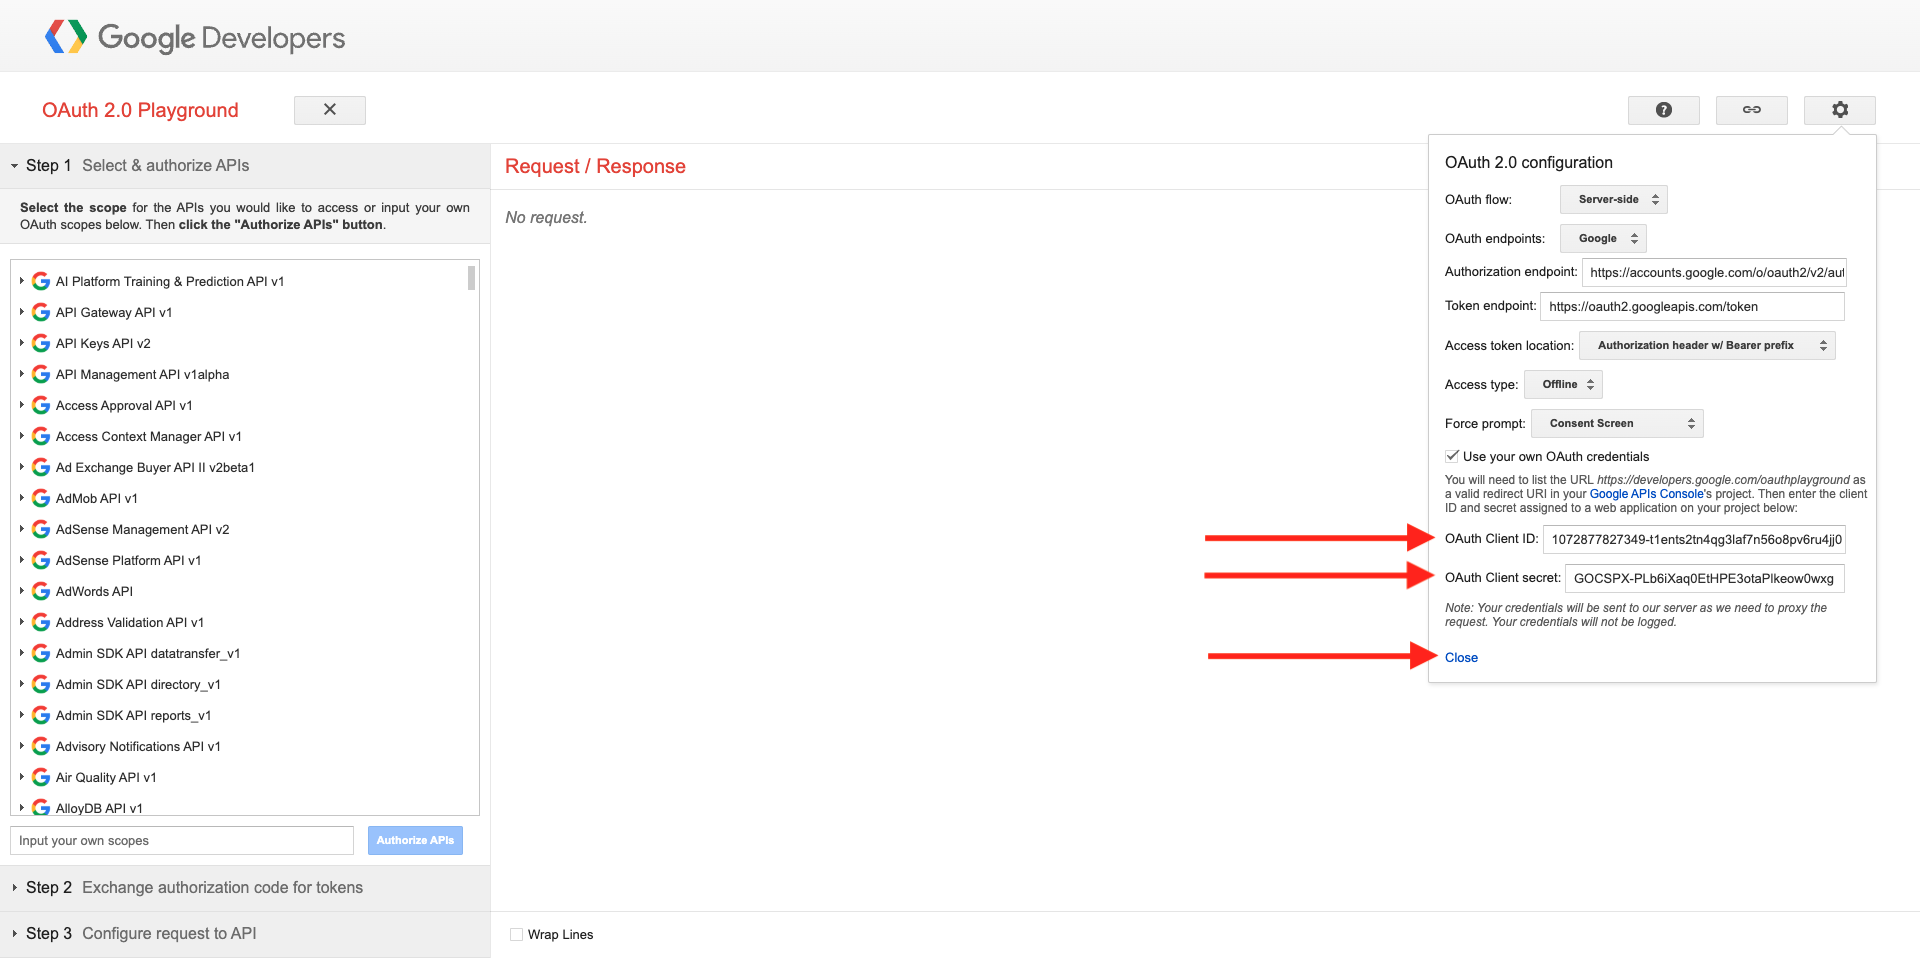 Google Developers
OAuth 2.0 Playground
Step 1 Select & authorize APIs
Select the scope for the APIs you would like to access or input your own
OAuth scopes below. Then click the "Authorize APIs" button.
AI Platform Training & Prediction API v1
API Gateway API v1
API Keys API v2
API Management API v1alpha
Access Approval API v1
Access Context Manager API v1
Ad Exchange Buyer API II v2beta1
AdMob API v1
AdSense Management API v2
AdSense Platform API v1
AdWords API
Address Validation API v1
Admin SDK API datatransfer_v1
Admin SDK API directory_v1
Admin SDK API reports_v1
Advisory Notifications API v1
Air Quality API v1
AlloyDB API v1
Input your own scopes
Authorize APIs
Step 2 Exchange authorization code for tokens
Step 3 Configure request to API
Request / Response
No request.
Wrap Lines
OAuth 2.0 configuration
OAuth flow: Server-side
OAuth endpoints: Google
Authorization endpoint: https://accounts.google.com/o/oauth2/v2/aut
Token endpoint: https://oauth2.googleapis.com/token
Access token location: Authorization header w/ Bearer prefix
Access type: Offline
Force prompt: Consent Screen
Use your own OAuth credentials
You will need to list the URL https://developers.google.com/oauthplayground as
a valid redirect URI in your Google APIs Console's project. Then enter the client
ID and secret assigned to a web application on your project below:
OAuth Client ID: 1072877827349-t1ents2tn4qg3laf7n56o8pv6ru4jj0
OAuth Client secret: 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
Note: Your credentials will be sent to our server as we need to proxy the
request. Your credentials will not be logged.
Close